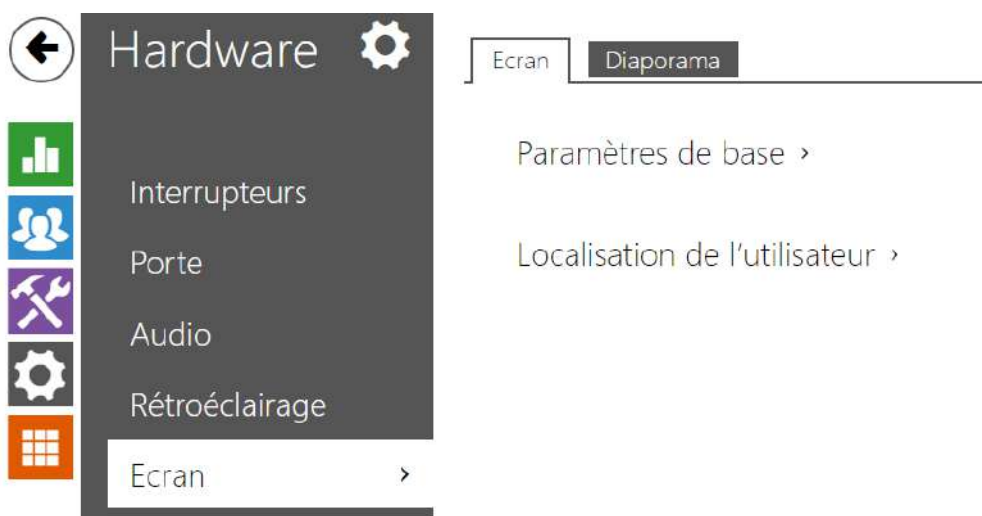 Hardware
Interrupteurs
Porte
Audio
Rétroéclairage
Ecran
Ecran
Diaporama
Paramètres de base
Localisation de l'utilisateur